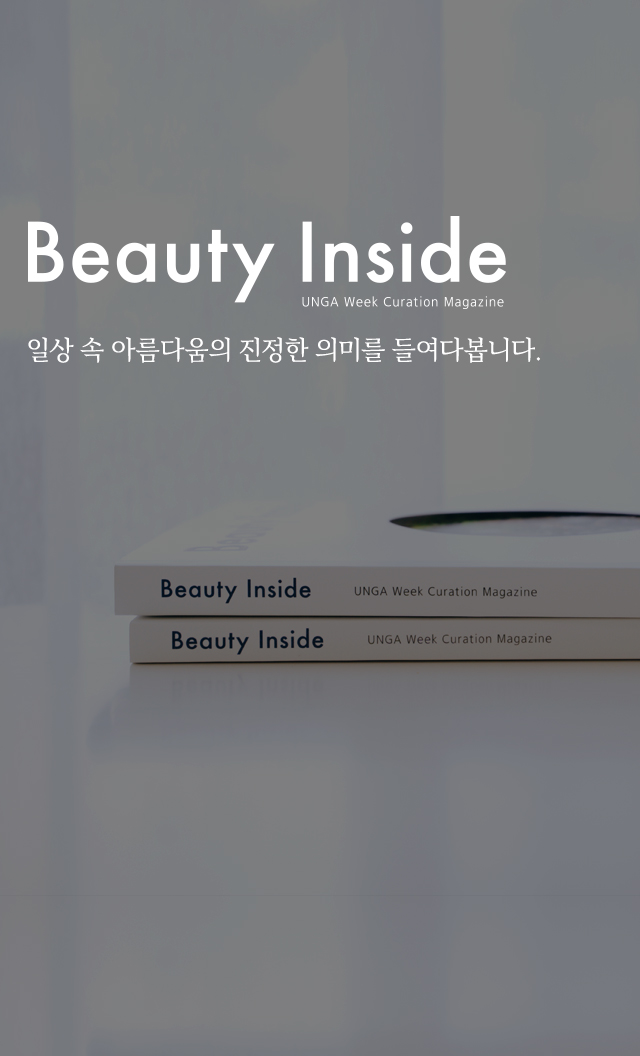 Beauty Inside
UNGA Week Curation Magazine
일상 속 아름다움의 진정한 의미를 들여다봅니다.
Beauty Inside UNGA Week Curation Magazine
Beauty Inside UNGA Week Curation Magazine